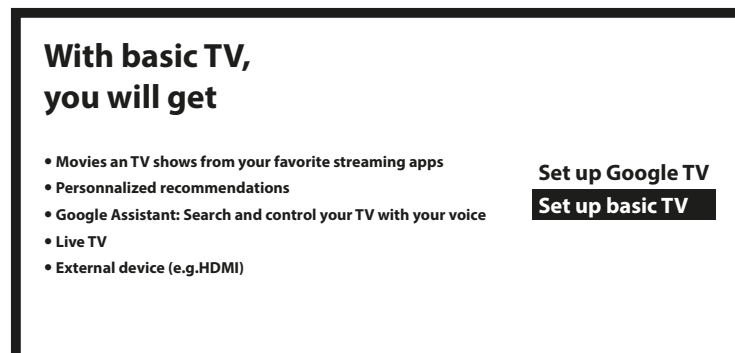 With basic TV,
you will get
• Movies an TV shows from your favorite streaming apps
• Personnalized recommendations
• Google Assistant: Search and control your TV with your voice
• Live TV
• External device (e.g.HDMI)
Set up Google TV
Set up basic TV